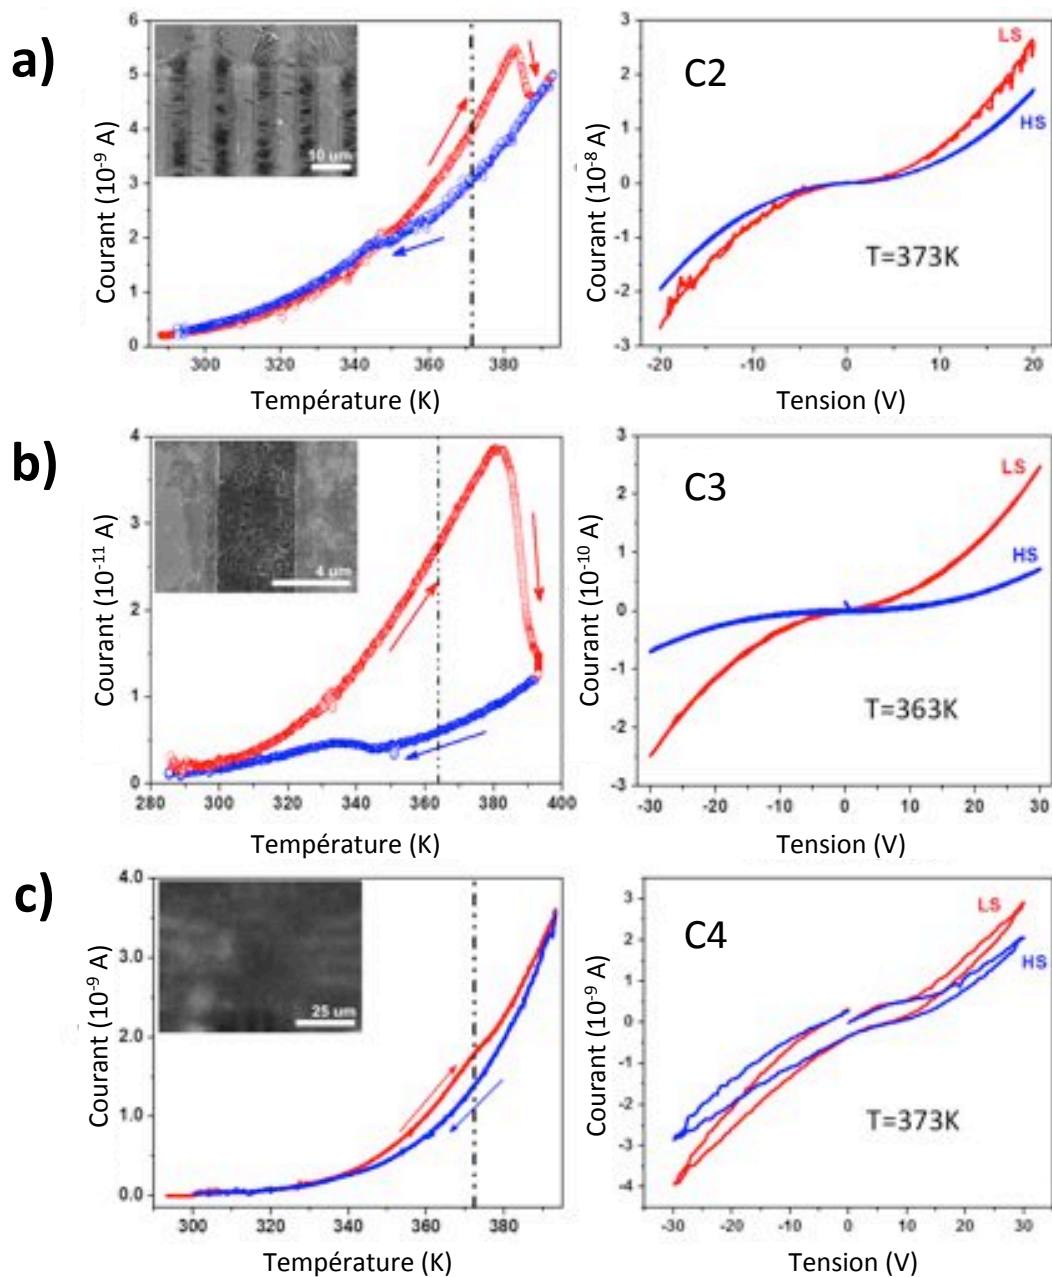 a)
6
5
4
3
2
1
0
Courant (10⁻⁹ A)
10 um
300
320
340
360
380
Température (K)
3
2
1
0
-1
-2
-3
Courant (10⁻⁸ A)
C2
LS
HS
T=373K
-20
-10
0
10
20
Tension (V)
b)
4
3
2
1
0
Courant (10⁻¹¹ A)
4 um
280
300
320
340
360
380
400
Température (K)
3
2
1
0
-1
-2
-3
Courant (10⁻¹⁰ A)
C3
LS
HS
T=363K
-30
-20
-10
0
10
20
30
Tension (V)
c)
4.0
3.0
2.0
1.0
0.0
Courant (10⁻⁹ A)
25 um
300
320
340
360
380
Température (K)
3
2
1
0
-1
-2
-3
-4
Courant (10⁻⁹ A)
C4
LS
HS
T=373K
-30
-20
-10
0
10
20
30
Tension (V)